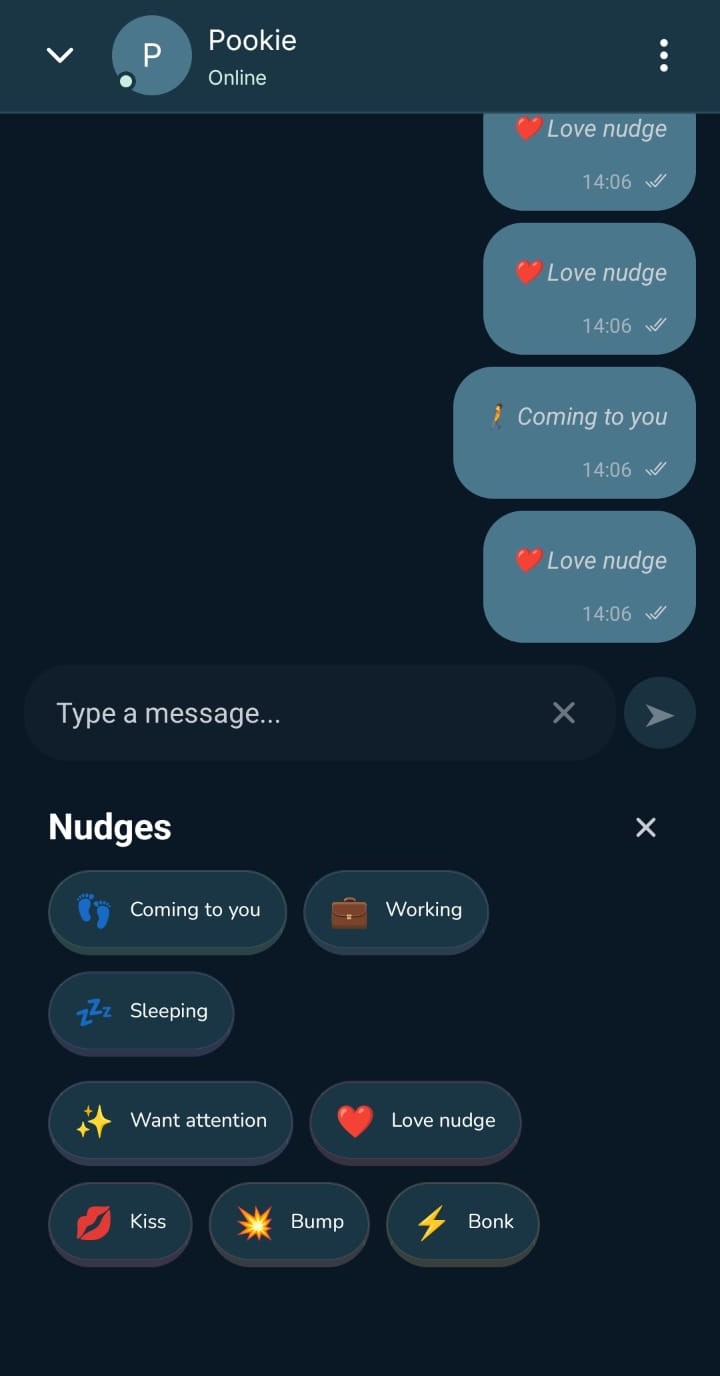 P
Pookie
Online
❤️ Love nudge
14:06
❤️ Love nudge
14:06
🚶 Coming to you
14:06
❤️ Love nudge
14:06
Type a message...
Nudges
👣 Coming to you
💼 Working
💤 Sleeping
✨ Want attention
❤️ Love nudge
💋 Kiss
💥 Bump
⚡ Bonk